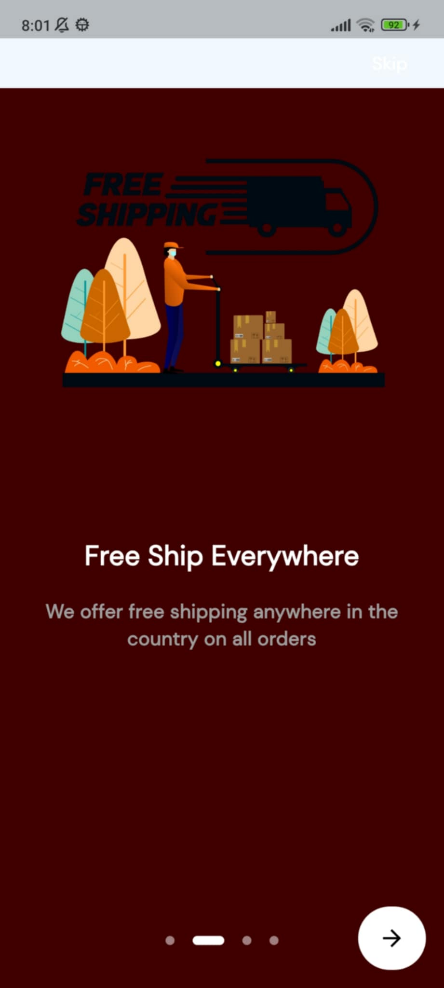 8:01
92
Skip
FREE
SHIPPING
Free Ship Everywhere
We offer free shipping anywhere in the
country on all orders